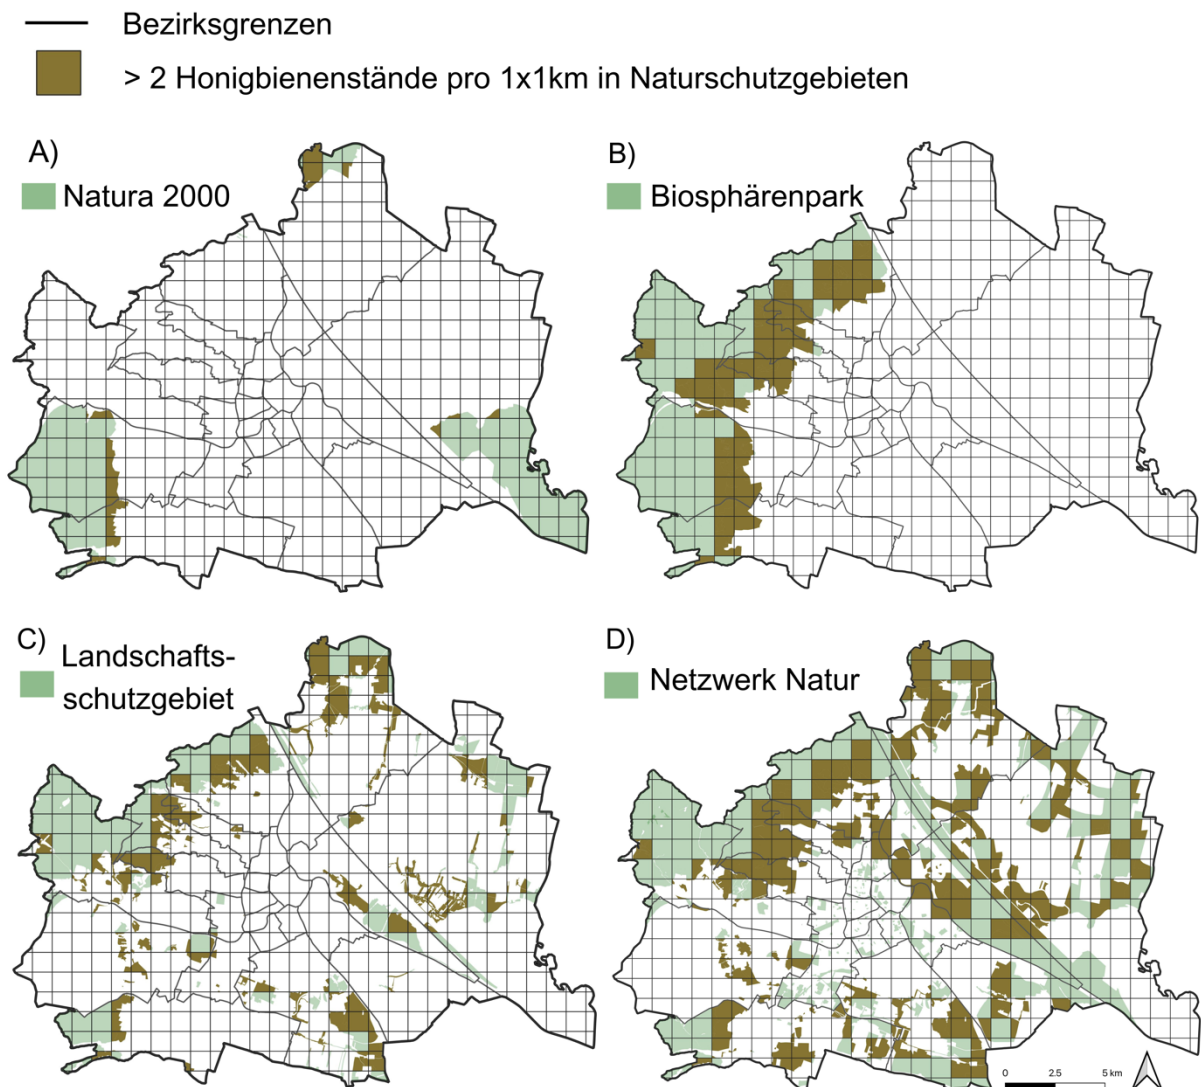 Bezirksgrenzen
> 2 Honigbienenstände pro 1x1km in Naturschutzgebieten
A)
Natura 2000
B)
Biosphärenpark
C)
Landschafts-
schutzgebiet
D)
Netzwerk Natur
0 2.5 5 km